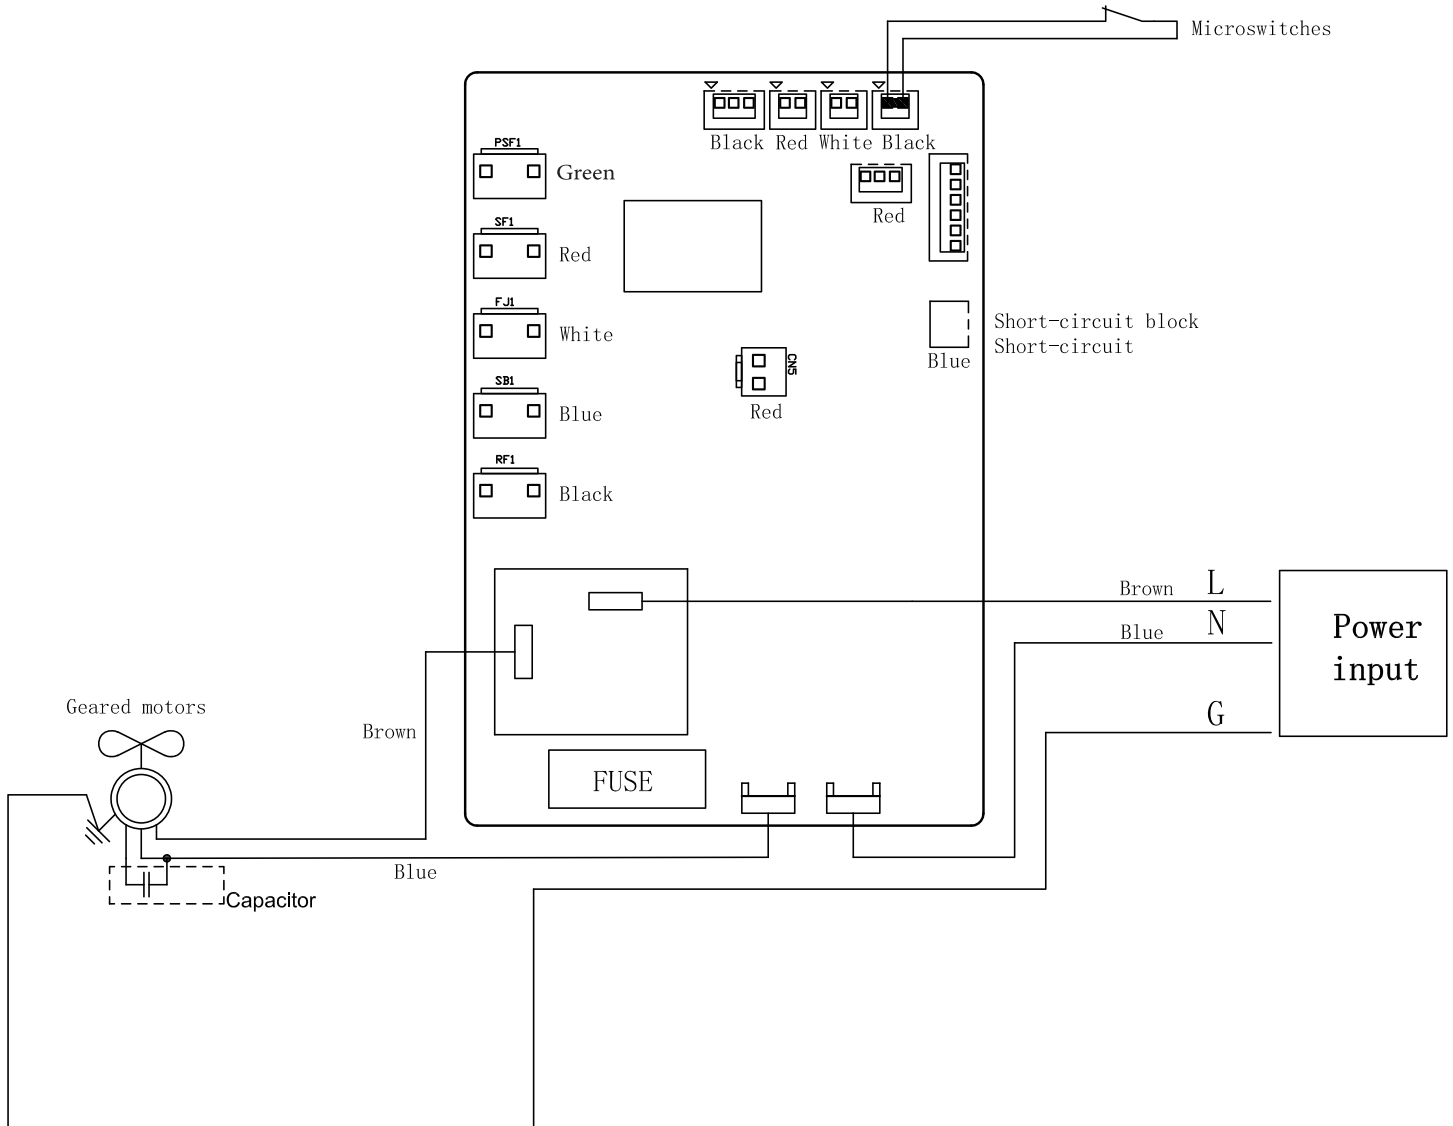 Microswitches
Black Red White Black
PSF1
Green
Red
SF1
Red
FJ1
White
Short-circuit block
Short-circuit
Blue
CN5
Red
SB1
Blue
RF1
Black
Brown L
Blue N
Power
input
G
Geared motors
Brown
FUSE
Blue
Capacitor